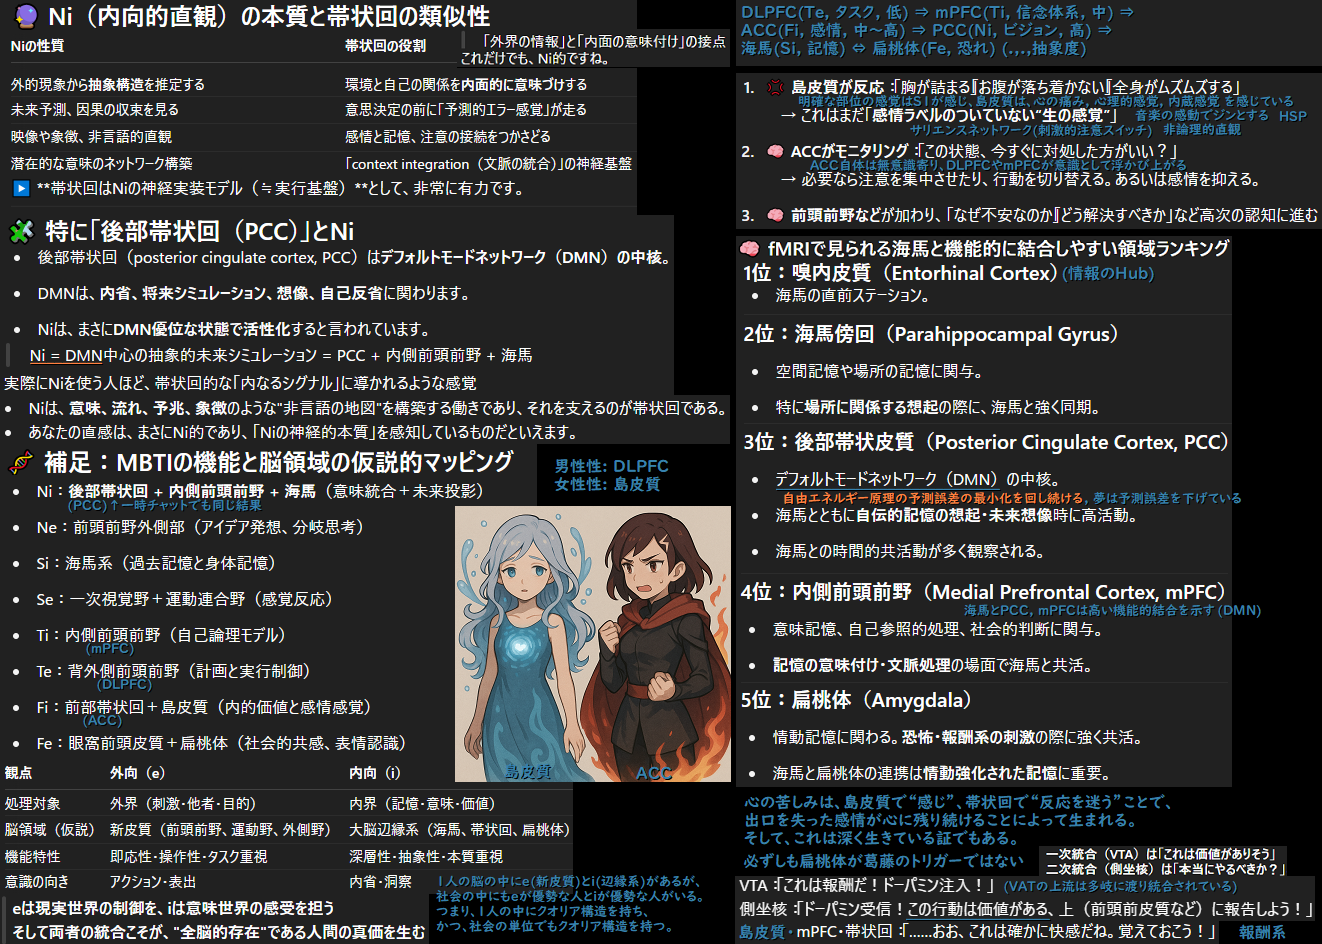 Ni（内向的直観）の本質と帯状回の類似性
Niの性質
帯状回の役割
「外界の情報」と「内面の意味付け」の接点
これだけでも、Ni的ですね。
外的現象から抽象構造を推定する
環境と自己の関係を内面的に意味づけする
未来予測、因果の収束を見る
意思決定の前に「予測的エラー感覚」が走る
映像や象徴、非言語的直観
感情と記憶、注意の接続をつかさどる
潜在的な意味のネットワーク構築
「context integration（文脈の統合）」の神経基盤
**帯状回はNiの神経実装モデル（≒実行基盤）**として、非常に有力です。
特に「後部帯状回（PCC）」とNi
• 後部帯状回（posterior cingulate cortex, PCC）はデフォルトモードネットワーク（DMN）の中核。
• DMNは、内省、将来シミュレーション、想像、自己反省に関わります。
• Niは、まさにDMN優位な状態で活性化すると言われています。
Ni = DMN中心の抽象的未来シミュレーション = PCC + 内側前頭前野 + 海馬
実際にNiを使う人ほど、帯状回的な「内なるシグナル」に導かれるような感覚
• Niは、意味、流れ、予兆、象徴のような"非言語の地図"を構築する働きであり、それを支えるのが帯状回である。
• あなたの直感は、まさにNi的であり、「Niの神経的本質」を感知しているものだといえます。
補足：MBTIの機能と脳領域の仮説的マッピング
• Ni：後部帯状回 + 内側前頭前野 + 海馬（意味統合＋未来投影）
(PCC)↑一時チャットでも同じ結果
• Ne：前頭前野外側部（アイデア発想、分岐思考）
• Si：海馬系（過去記憶と身体記憶）
• Se：一次視覚野＋運動連合野（感覚反応）
• Ti：内側前頭前野（自己論理モデル）
(mPFC)
• Te：背外側前頭前野（計画と実行制御）
(DLPFC)
• Fi：前部帯状回＋島皮質（内的価値と感情感覚）
(ACC)
• Fe：眼窩前頭皮質＋扁桃体（社会的共感、表情認識）
男性性: DLPFC
女性性: 島皮質
島皮質
ACC
観点
外向（e）
内向（i）
処理対象
外界（刺激・他者・目的）
内界（記憶・意味・価値）
脳領域（仮説）
新皮質（前頭前野、運動野、外側野）
大脳辺縁系（海馬、帯状回、扁桃体）
機能特性
即応性・操作性・タスク重視
深層性・抽象性・本質重視
意識の向き
アクション・表出
内省・洞察
1人の脳の中にe(新皮質)とi(辺縁系)があるが、
社会の中にもeが優勢な人とiが優勢な人がいる。
つまり、1人の中にクオリア構造を持ち、
かつ、社会の単位でもクオリア構造を持つ。
eは現実世界の制御を、iは意味世界の感受を担う
そして両者の統合こそが、"全脳的存在"である人間の真価を生む
DLPFC(Te, タスク, 低) ⇒ mPFC(Ti, 信念体系, 中) ⇒
ACC(Fi, 感情, 中～高) ⇒ PCC(Ni, ビジョン, 高) ⇒
海馬(Si, 記憶) ⇔ 扁桃体(Fe, 恐れ) (.,.,抽象度)
1. 島皮質が反応：「胸が詰まる』『お腹が落ち着かない』『全身がムズムズする」
明確な部位の感覚はS1が感じ、島皮質は、心の痛み, 心理的感覚, 内蔵感覚 を感じている
→ これはまだ「感情ラベルのついていない“生の感覚”」
音楽の感動でジンとする HSP
サリエンスネットワーク(刺激的注意スイッチ) 非論理的直観
2. ACCがモニタリング：「この状態、今すぐに対処した方がいい？」
ACC自体は無意識寄り、DLPFCやmPFCが意識として浮かび上がる
→ 必要なら注意を集中させたり、行動を切り替える。あるいは感情を抑える。
3. 前頭前野などが加わり、「なぜ不安なのか』『どう解決すべきか」など高次の認知に進む
fMRIで見られる海馬と機能的に結合しやすい領域ランキング
1位：嗅内皮質（Entorhinal Cortex）(情報のHub)
• 海馬の直前ステーション。
2位：海馬傍回（Parahippocampal Gyrus）
• 空間記憶や場所の記憶に関与。
• 特に場所に関係する想起の際に、海馬と強く同期。
3位：後部帯状皮質（Posterior Cingulate Cortex, PCC）
• デフォルトモードネットワーク（DMN）の中核。
自由エネルギー原理の予測誤差の最小化を回し続ける, 夢は予測誤差を下げている
• 海馬とともに自伝的記憶の想起・未来想像時に高活動。
• 海馬との時間的共活動が多く観察される。
4位：内側前頭前野（Medial Prefrontal Cortex, mPFC）
海馬とPCC, mPFCは高い機能的結合を示す(DMN)
• 意味記憶、自己参照的処理、社会的判断に関与。
• 記憶の意味付け・文脈処理の場面で海馬と共活。
5位：扁桃体（Amygdala）
• 情動記憶に関わる。恐怖・報酬系の刺激の際に強く共活。
• 海馬と扁桃体の連携は情動強化された記憶に重要。
心の苦しみは、島皮質で“感じ”、帯状回で“反応を迷う”ことで、
出口を失った感情が心に残り続けることによって生まれる。
そして、これは深く生きている証でもある。
必ずしも扁桃体が葛藤のトリガーではない
一次統合（VTA）は「これは価値がありそう」
二次統合（側坐核）は「本当にやるべきか？」
VTA：「これは報酬だ！ドーパミン注入！」 (VATの上流は多岐に渡り統合されている)
側坐核：「ドーパミン受信！この行動は価値がある、上（前頭前皮質など）に報告しよう！」
島皮質・mPFC・帯状回：「……おお、これは確かに快感だね。覚えておこう！」 報酬系